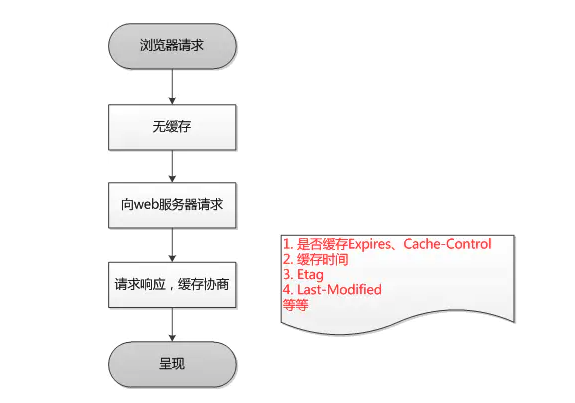 浏览器请求
无缓存
向web服务器请求
请求响应，缓存协商
呈现
1. 是否缓存Expires、Cache-Control
2. 缓存时间
3. Etag
4. Last-Modified
等等